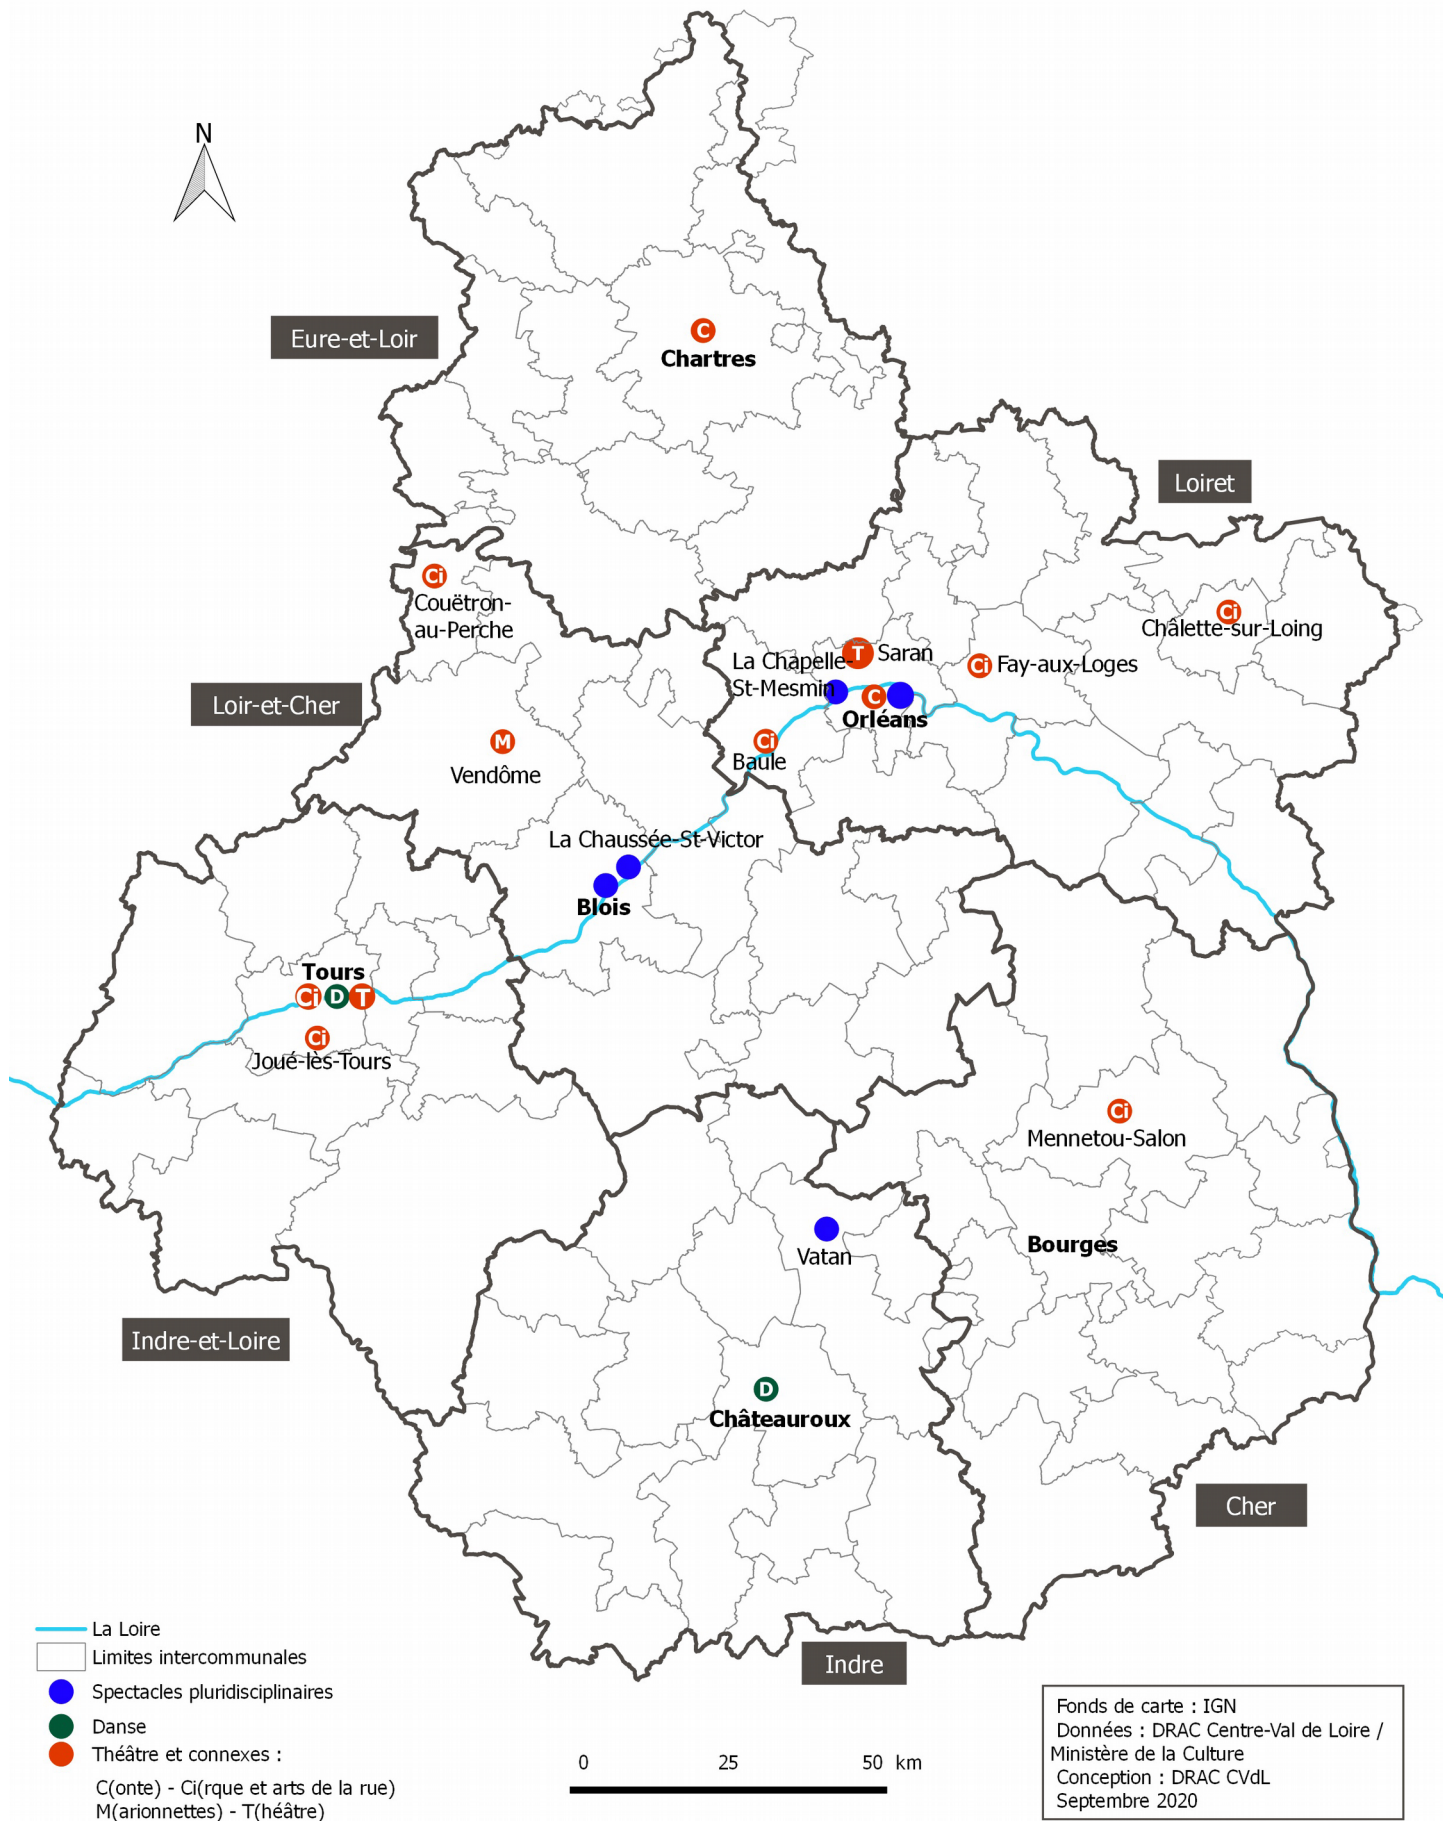 N
Eure-et-Loir
C
Chartres
Loiret
Ci
Couëtron-
au-Perche
Ci
Châlette-sur-Loing
T
Saran
La Chapelle-
St-Mesmin
Ci
Fay-aux-Loges
C
Orléans
Loir-et-Cher
M
Vendôme
Ci
Baule
La Chaussée-St-Victor
Blois
Tours
Ci
D
T
Ci
Joué-lès-Tours
Ci
Mennetou-Salon
Vatan
Bourges
Indre-et-Loire
D
Châteauroux
Cher
Indre
La Loire
Limites intercommunales
Spectacles pluridisciplinaires
Danse
Théâtre et connexes :
C(onte) - Ci(rque et arts de la rue)
M(arionnettes) - T(héâtre)
0 25 50 km
Fonds de carte : IGN
Données : DRAC Centre-Val de Loire /
Ministère de la Culture
Conception : DRAC CVdL
Septembre 2020